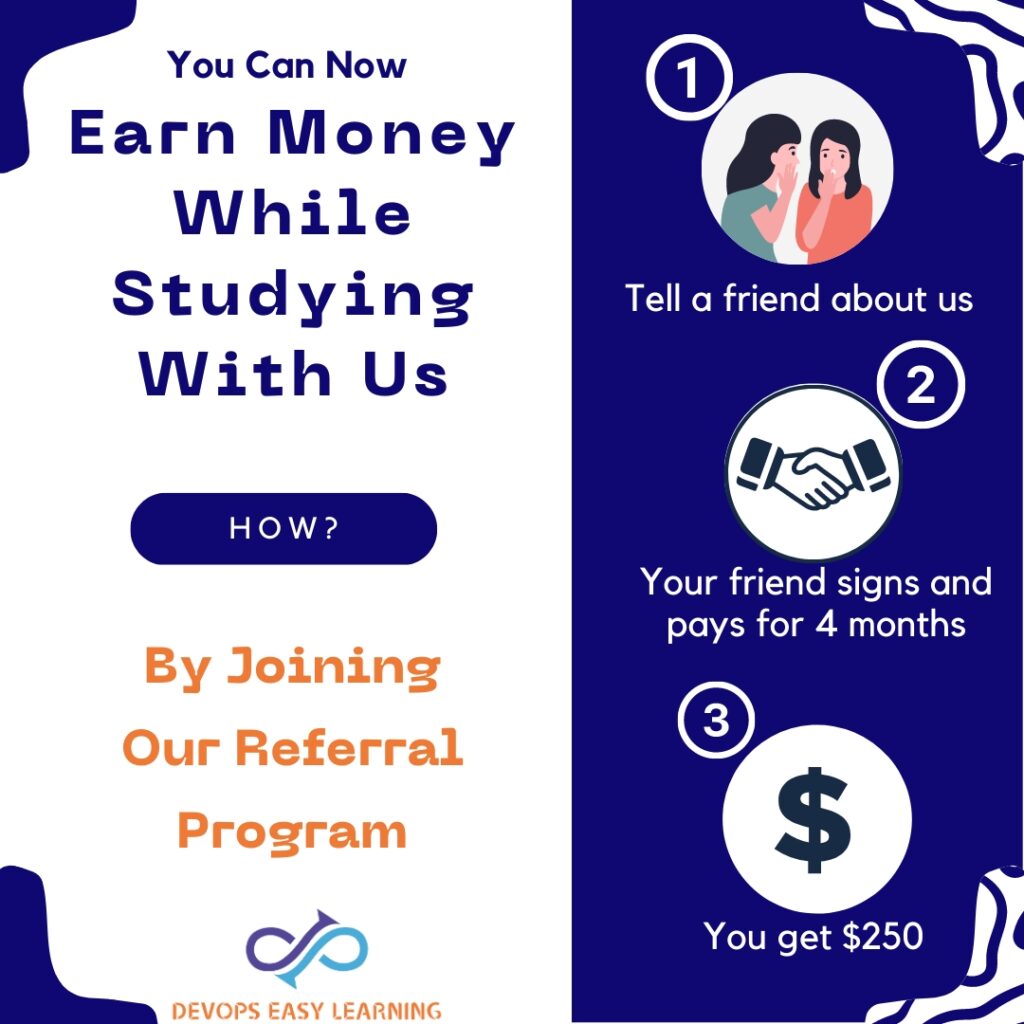 You Can Now
Earn Money
While
Studying
With Us
HOW?
By Joining
Our Referral
Program
DEVOPS EASY LEARNING
1
Tell a friend about us
2
Your friend signs and
pays for 4 months
3
$
You get $250